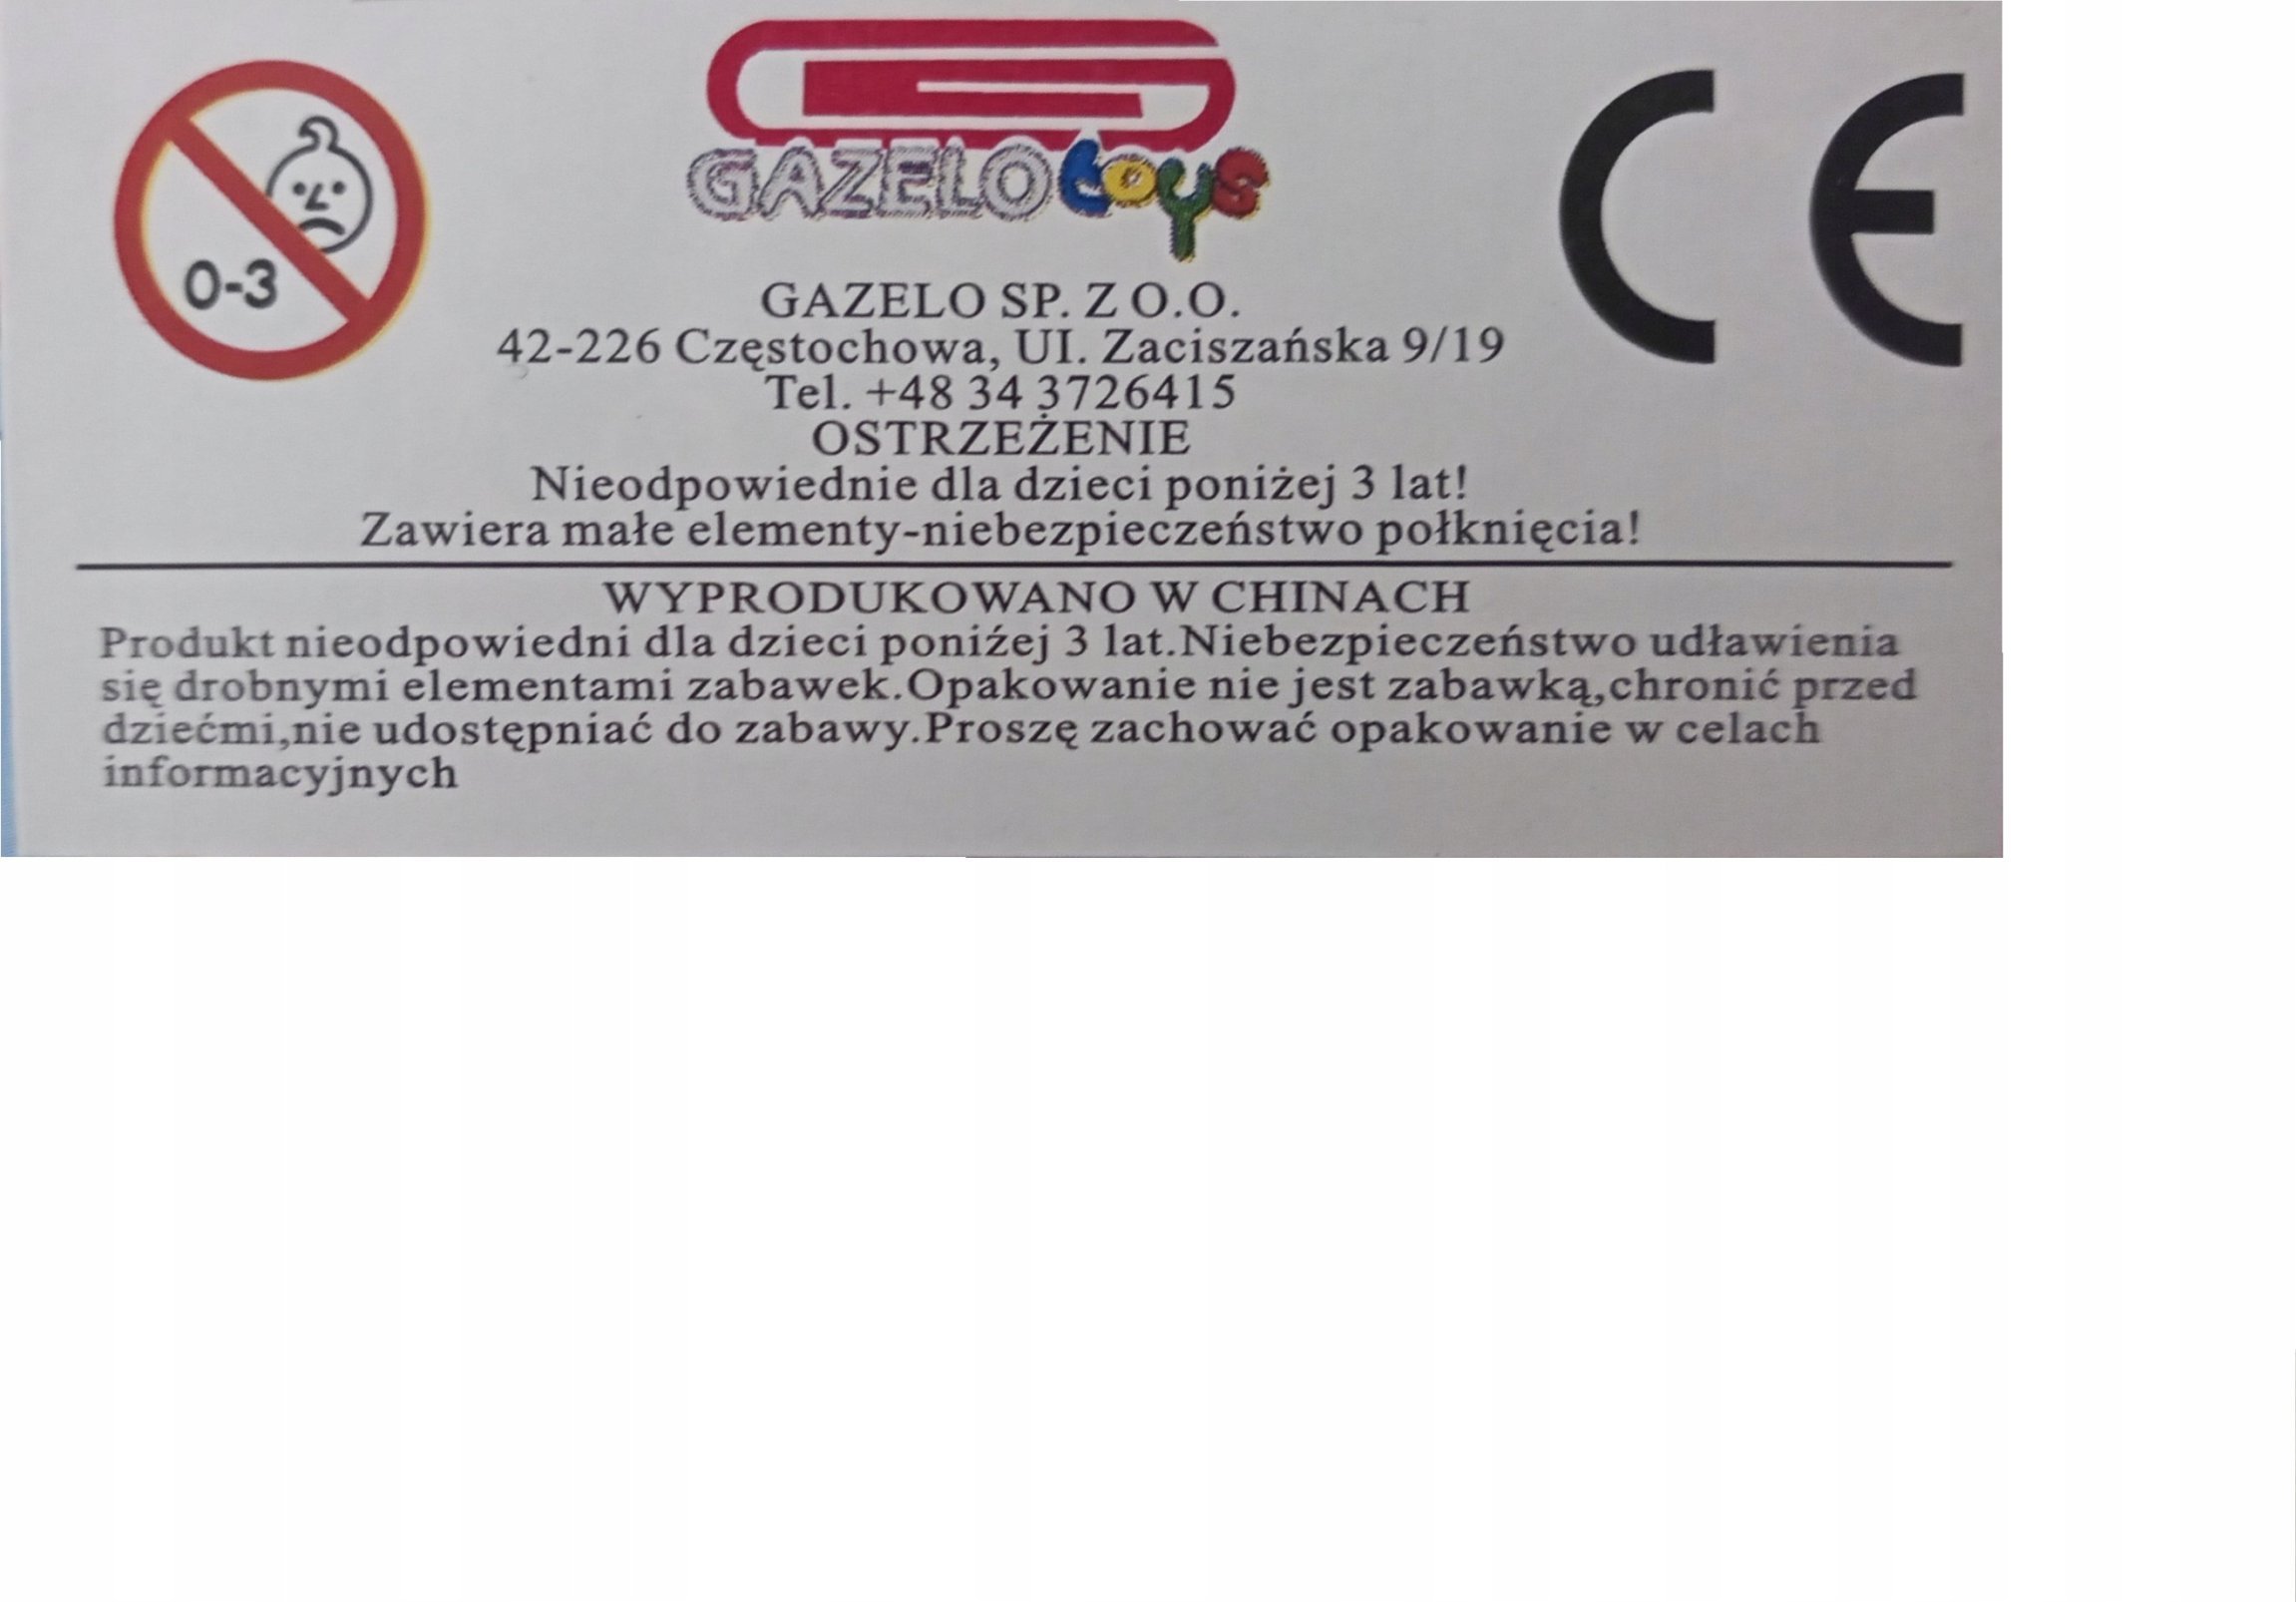 0-3
GAZELO toys
CE
GAZELO SP. Z O.O.
42-226 Częstochowa, UI. Zaciszańska 9/19
Tel. +48 34 3726415
OSTRZEŻENIE
Nieodpowiednie dla dzieci poniżej 3 lat!
Zawiera małe elementy-niebezpieczeństwo połknięcia!
WYPRODUKOWANO W CHINACH
Produkt nieodpowiedni dla dzieci poniźej 3 lat.Niebezpieczeństwo udławienia
się drobnymi elementami zabawek.Opakowanie nie jest zabawką,chronić przed
dziećmi,nie udostępniać do zabawy.Proszę zachować opakowanie w celach
informacyjnych